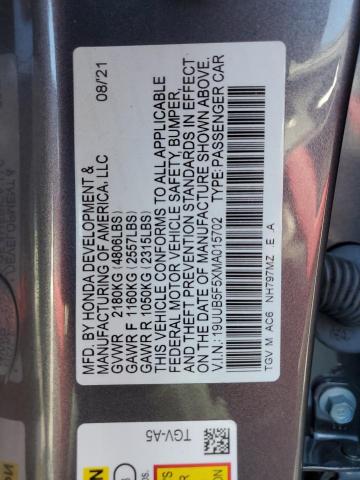 MFD. BY HONDA DEVELOPMENT & 08/21
MANUFACTURING OF AMERICA, LLC
GVWR 2180KG (4806LBS)
GAWR F 1160KG (2557LBS)
GAWR R 1050KG (2315LBS)
THIS VEHICLE CONFORMS TO ALL APPLICABLE
FEDERAL MOTOR VEHICLE SAFETY, BUMPER,
AND THEFT PREVENTION STANDARDS IN EFFECT
ON THE DATE OF MANUFACTURE SHOWN ABOVE.
V.I.N.: 19UUB5F5XMA015702 TYPE: PASSENGER CAR
TGV M AC6 NH797MZ E A
TGV-A5